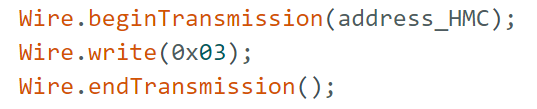 Wire.beginTransmission(address_HMC);
Wire.write(0x03);
Wire.endTransmission();